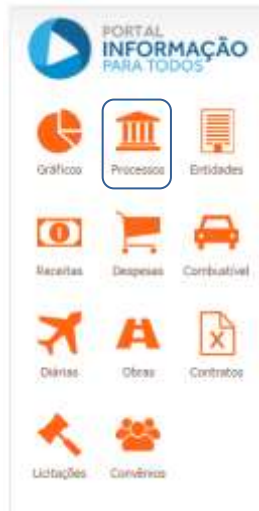 PORTAL
INFORMAÇÃO
PARA TODOS
Gráficos Processos Entidades
Receitas Despesas Combustível
Diárias Obras Contratos
Licitações Convênios